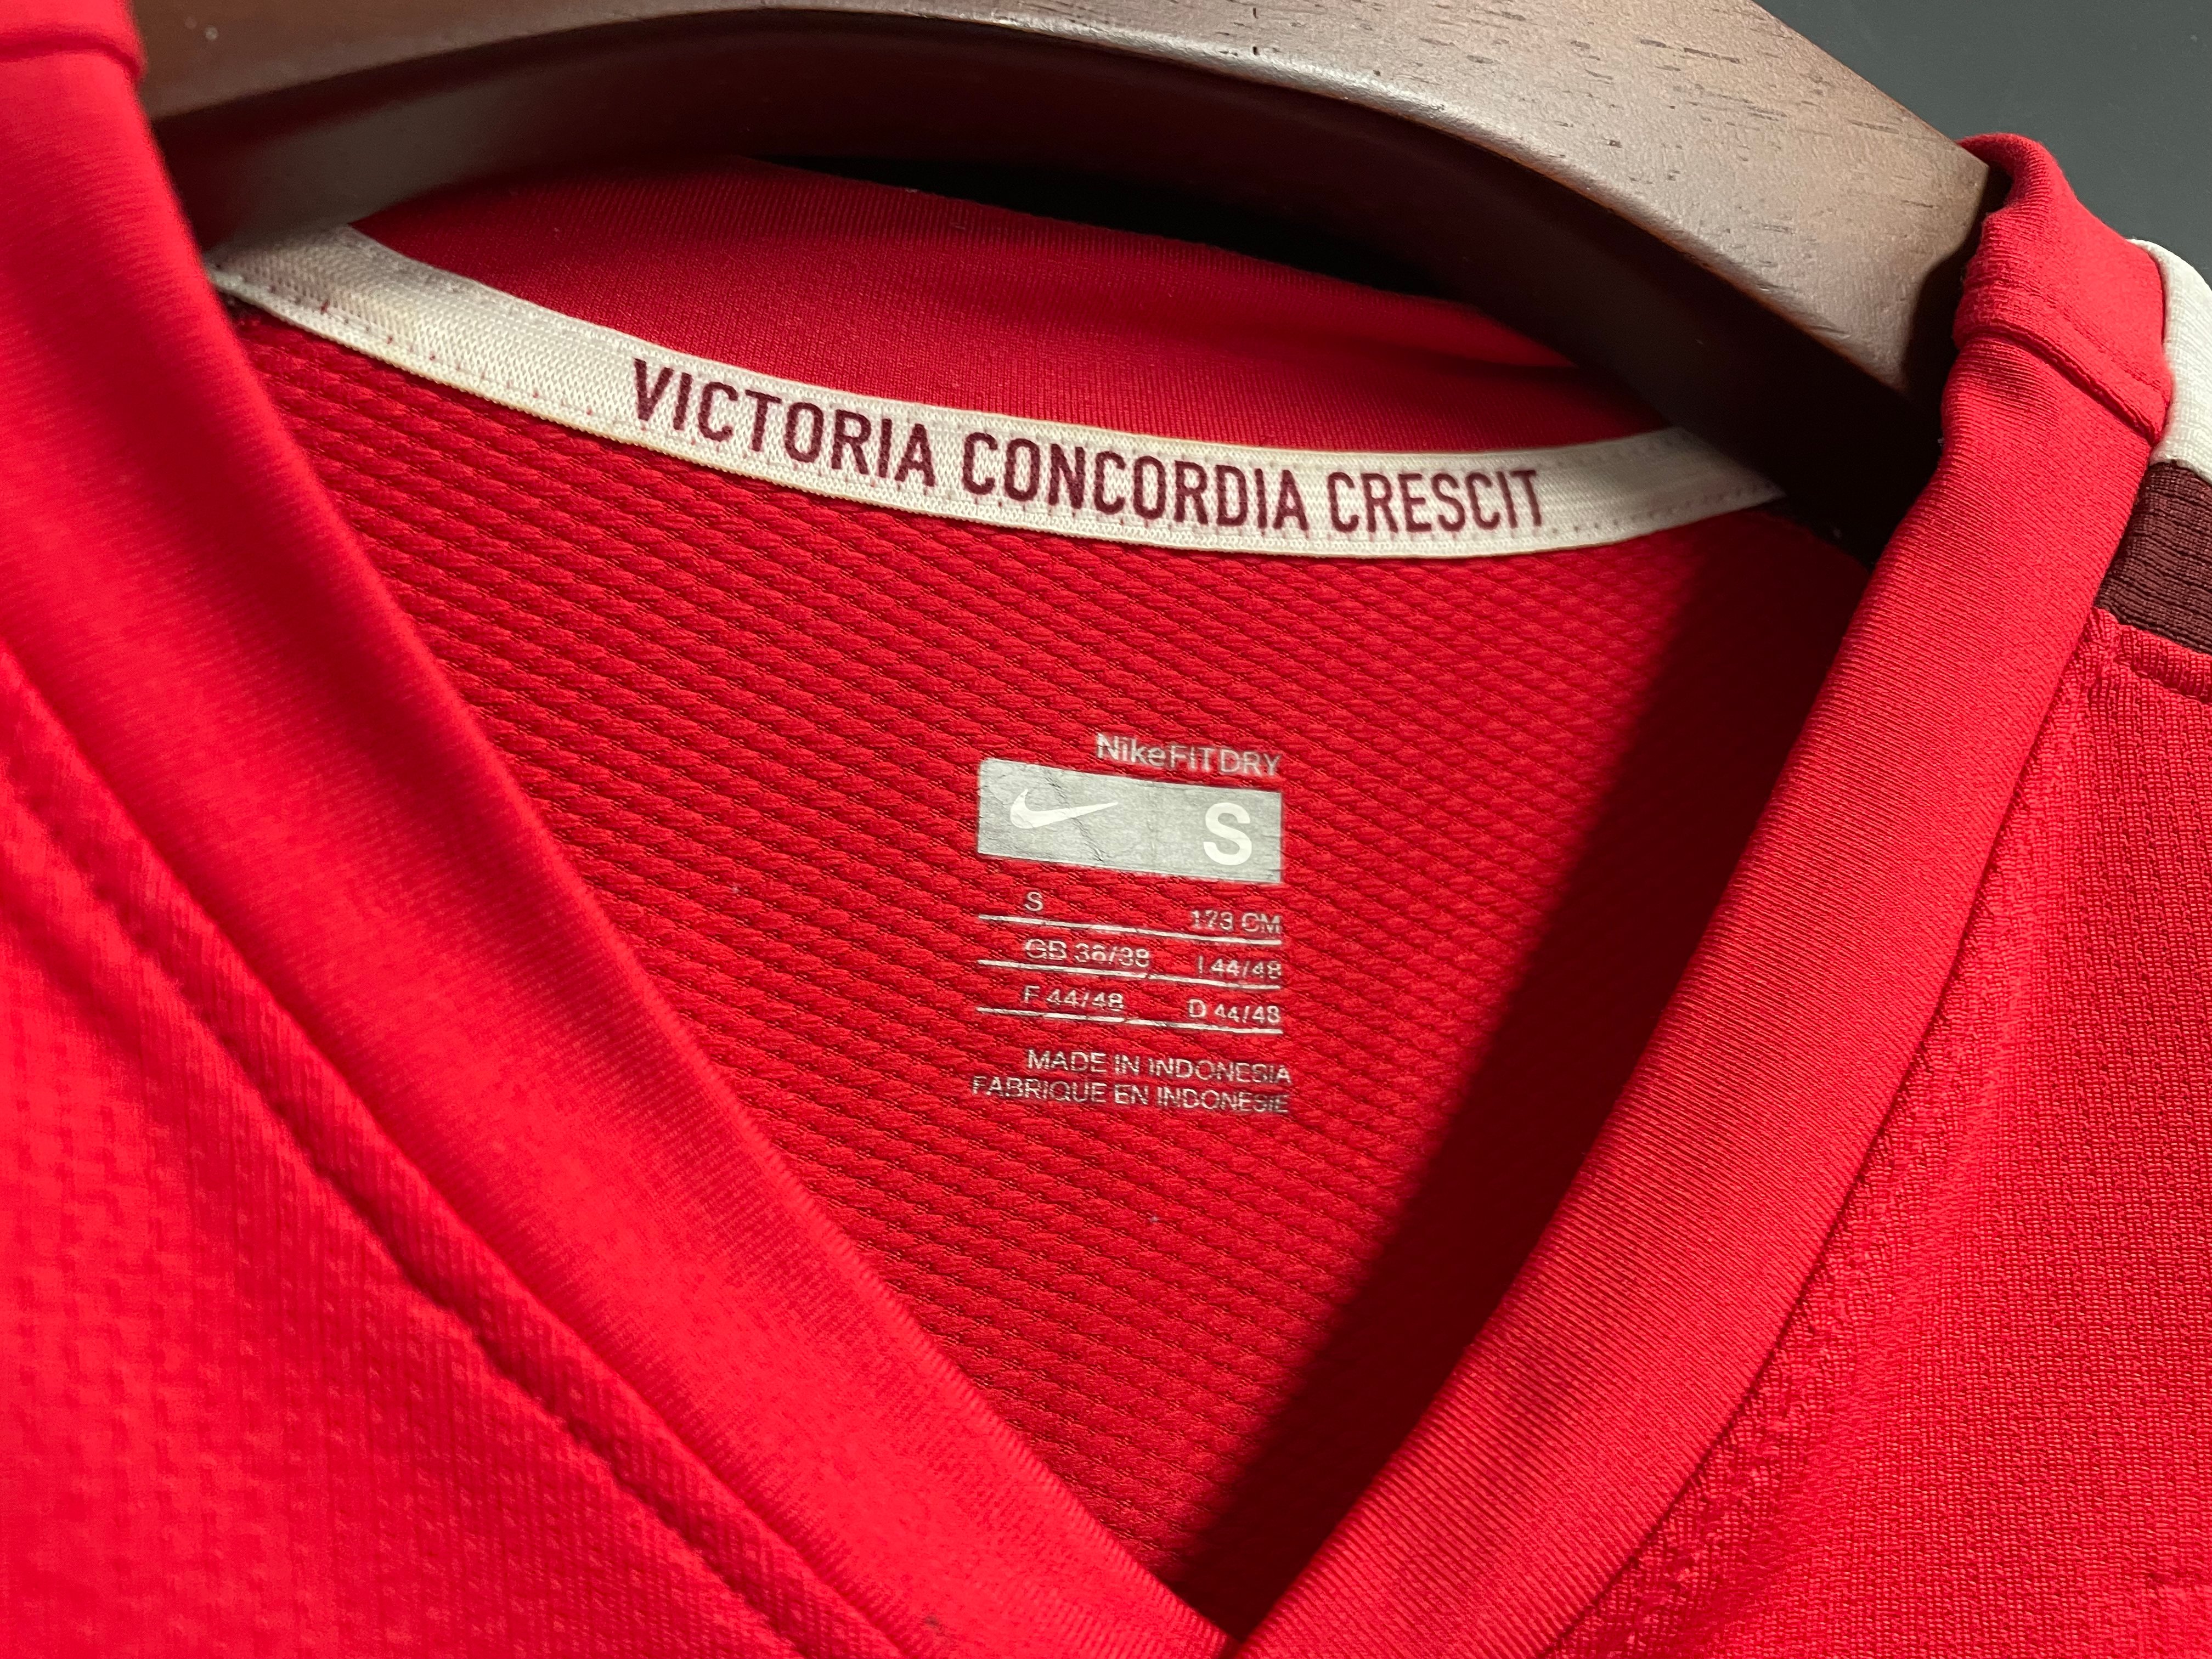 VICTORIA CONCORDIA CRESCIT
NikeFITDRY
S
S 173 CM
GB 36/38 I 44/48
F 44/48 D 44/48
MADE IN INDONESIA
FABRIQUE EN INDONESIE